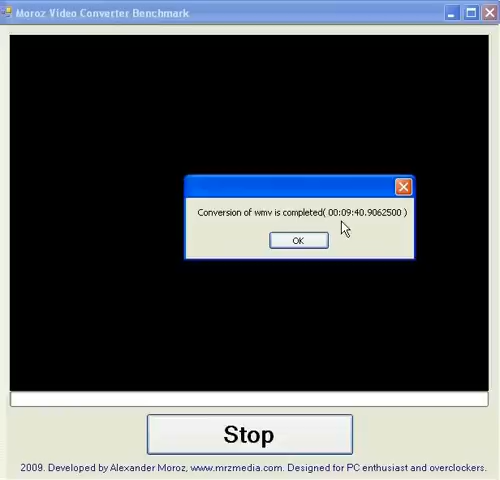 Moroz Video Converter Benchmark
Conversion of wmv is completed( 00:09:40.9062500 )
OK
Stop
2009. Developed by Alexander Moroz, www.mrzmedia.com. Designed for PC enthusiast and overclockers.